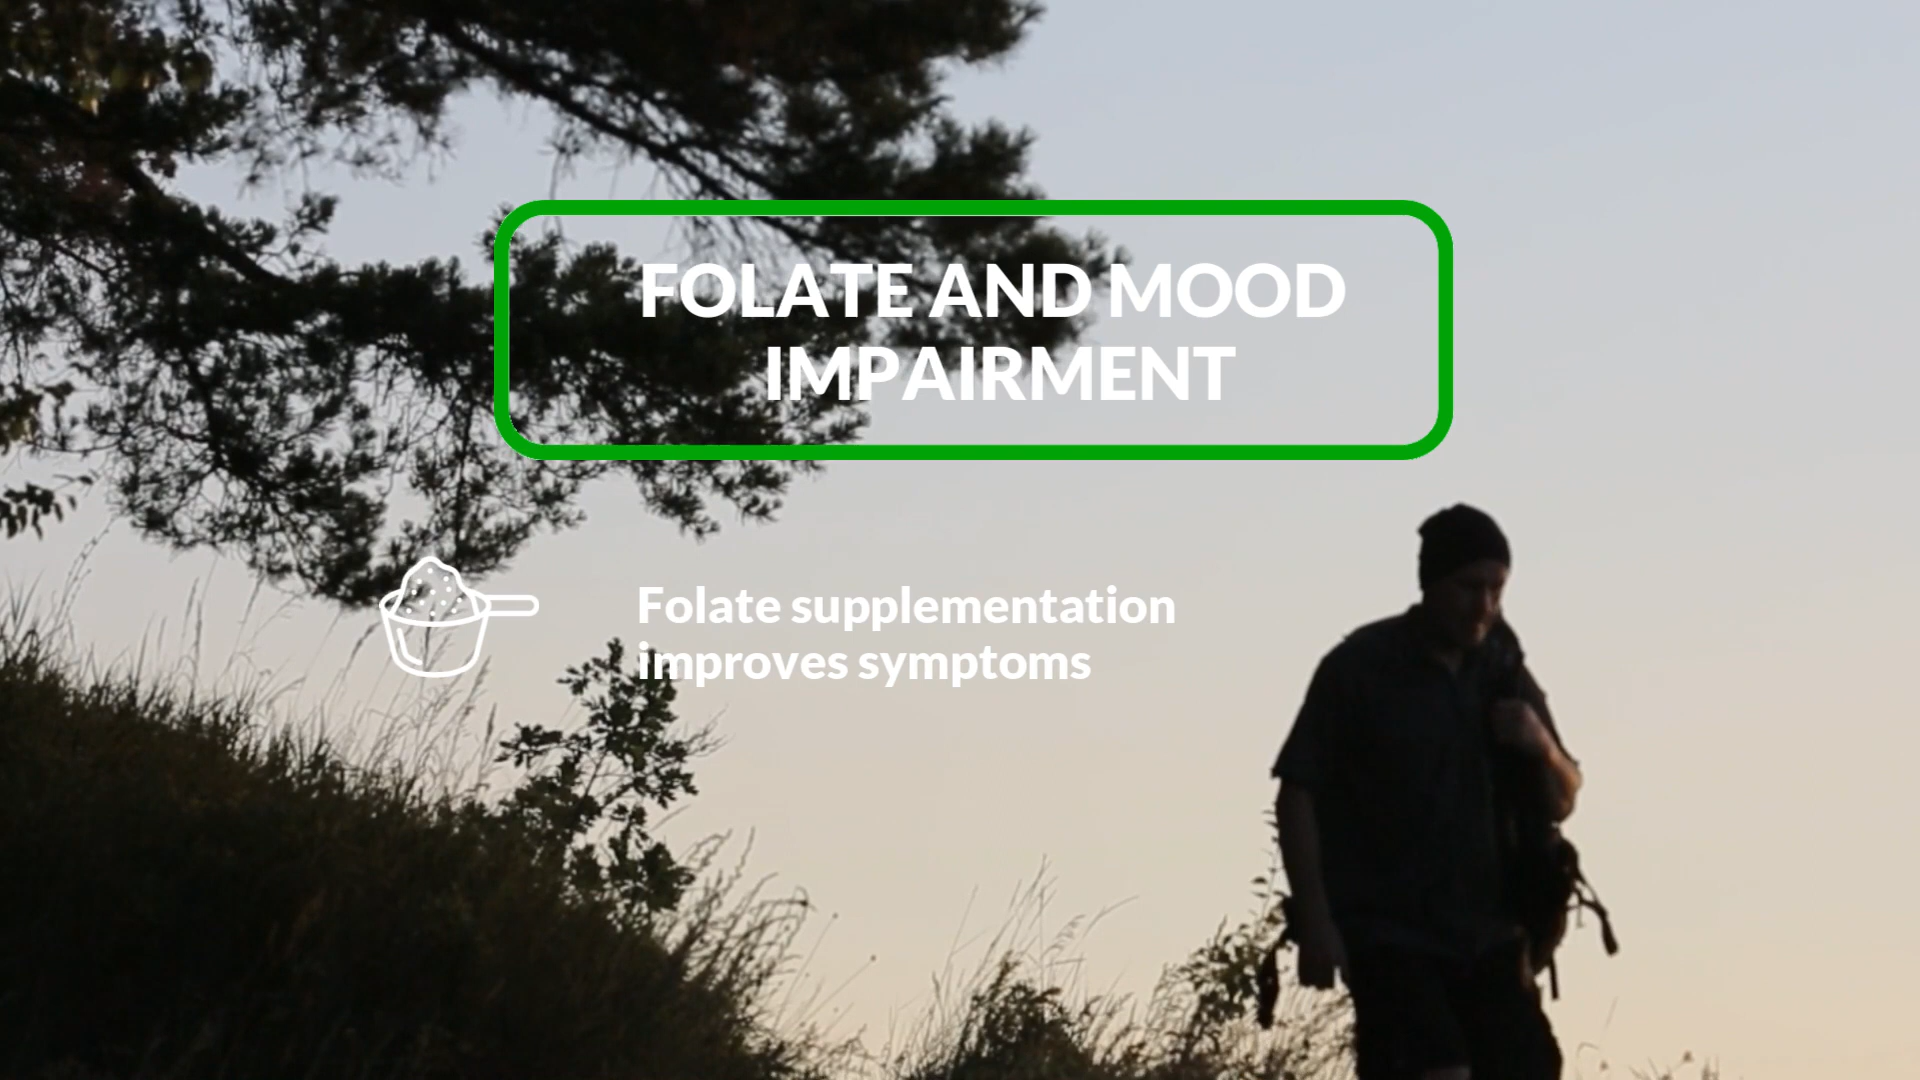 FOLATE AND MOOD
IMPAIRMENT
Folate supplementation
improves symptoms